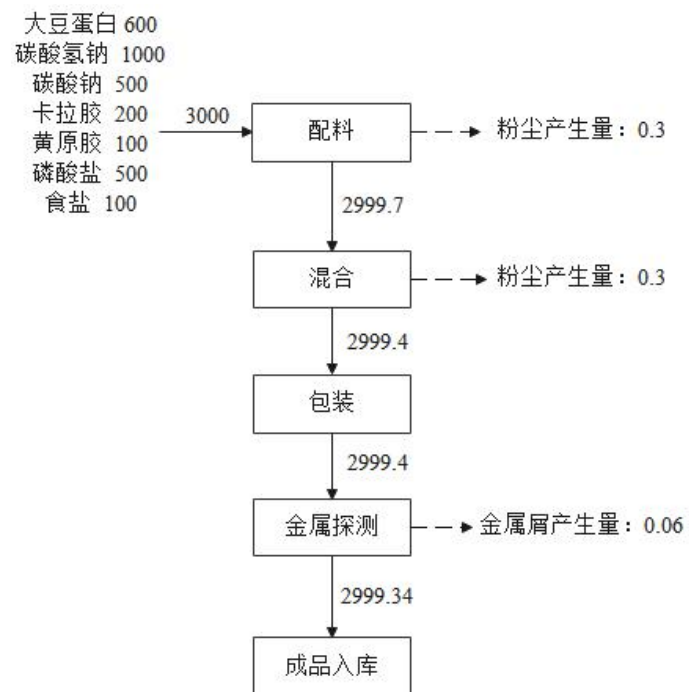 大豆蛋白 600
碳酸氢钠 1000
碳酸钠 500
卡拉胶 200
黄原胶 100
磷酸盐 500
食盐 100
3000
配料
粉尘产生量：0.3
2999.7
混合
粉尘产生量：0.3
2999.4
包装
2999.4
金属探测
金属屑产生量：0.06
2999.34
成品入库